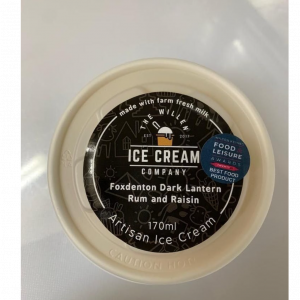 made with farm fresh milk
THE WILLEN
ICE CREAM
COMPANY
Foxdenton Dark Lantern
Rum and Raisin
170ml
Artisan Ice Cream
FOOD
LEISURE
AWARDS
BEST FOOD
PRODUCT